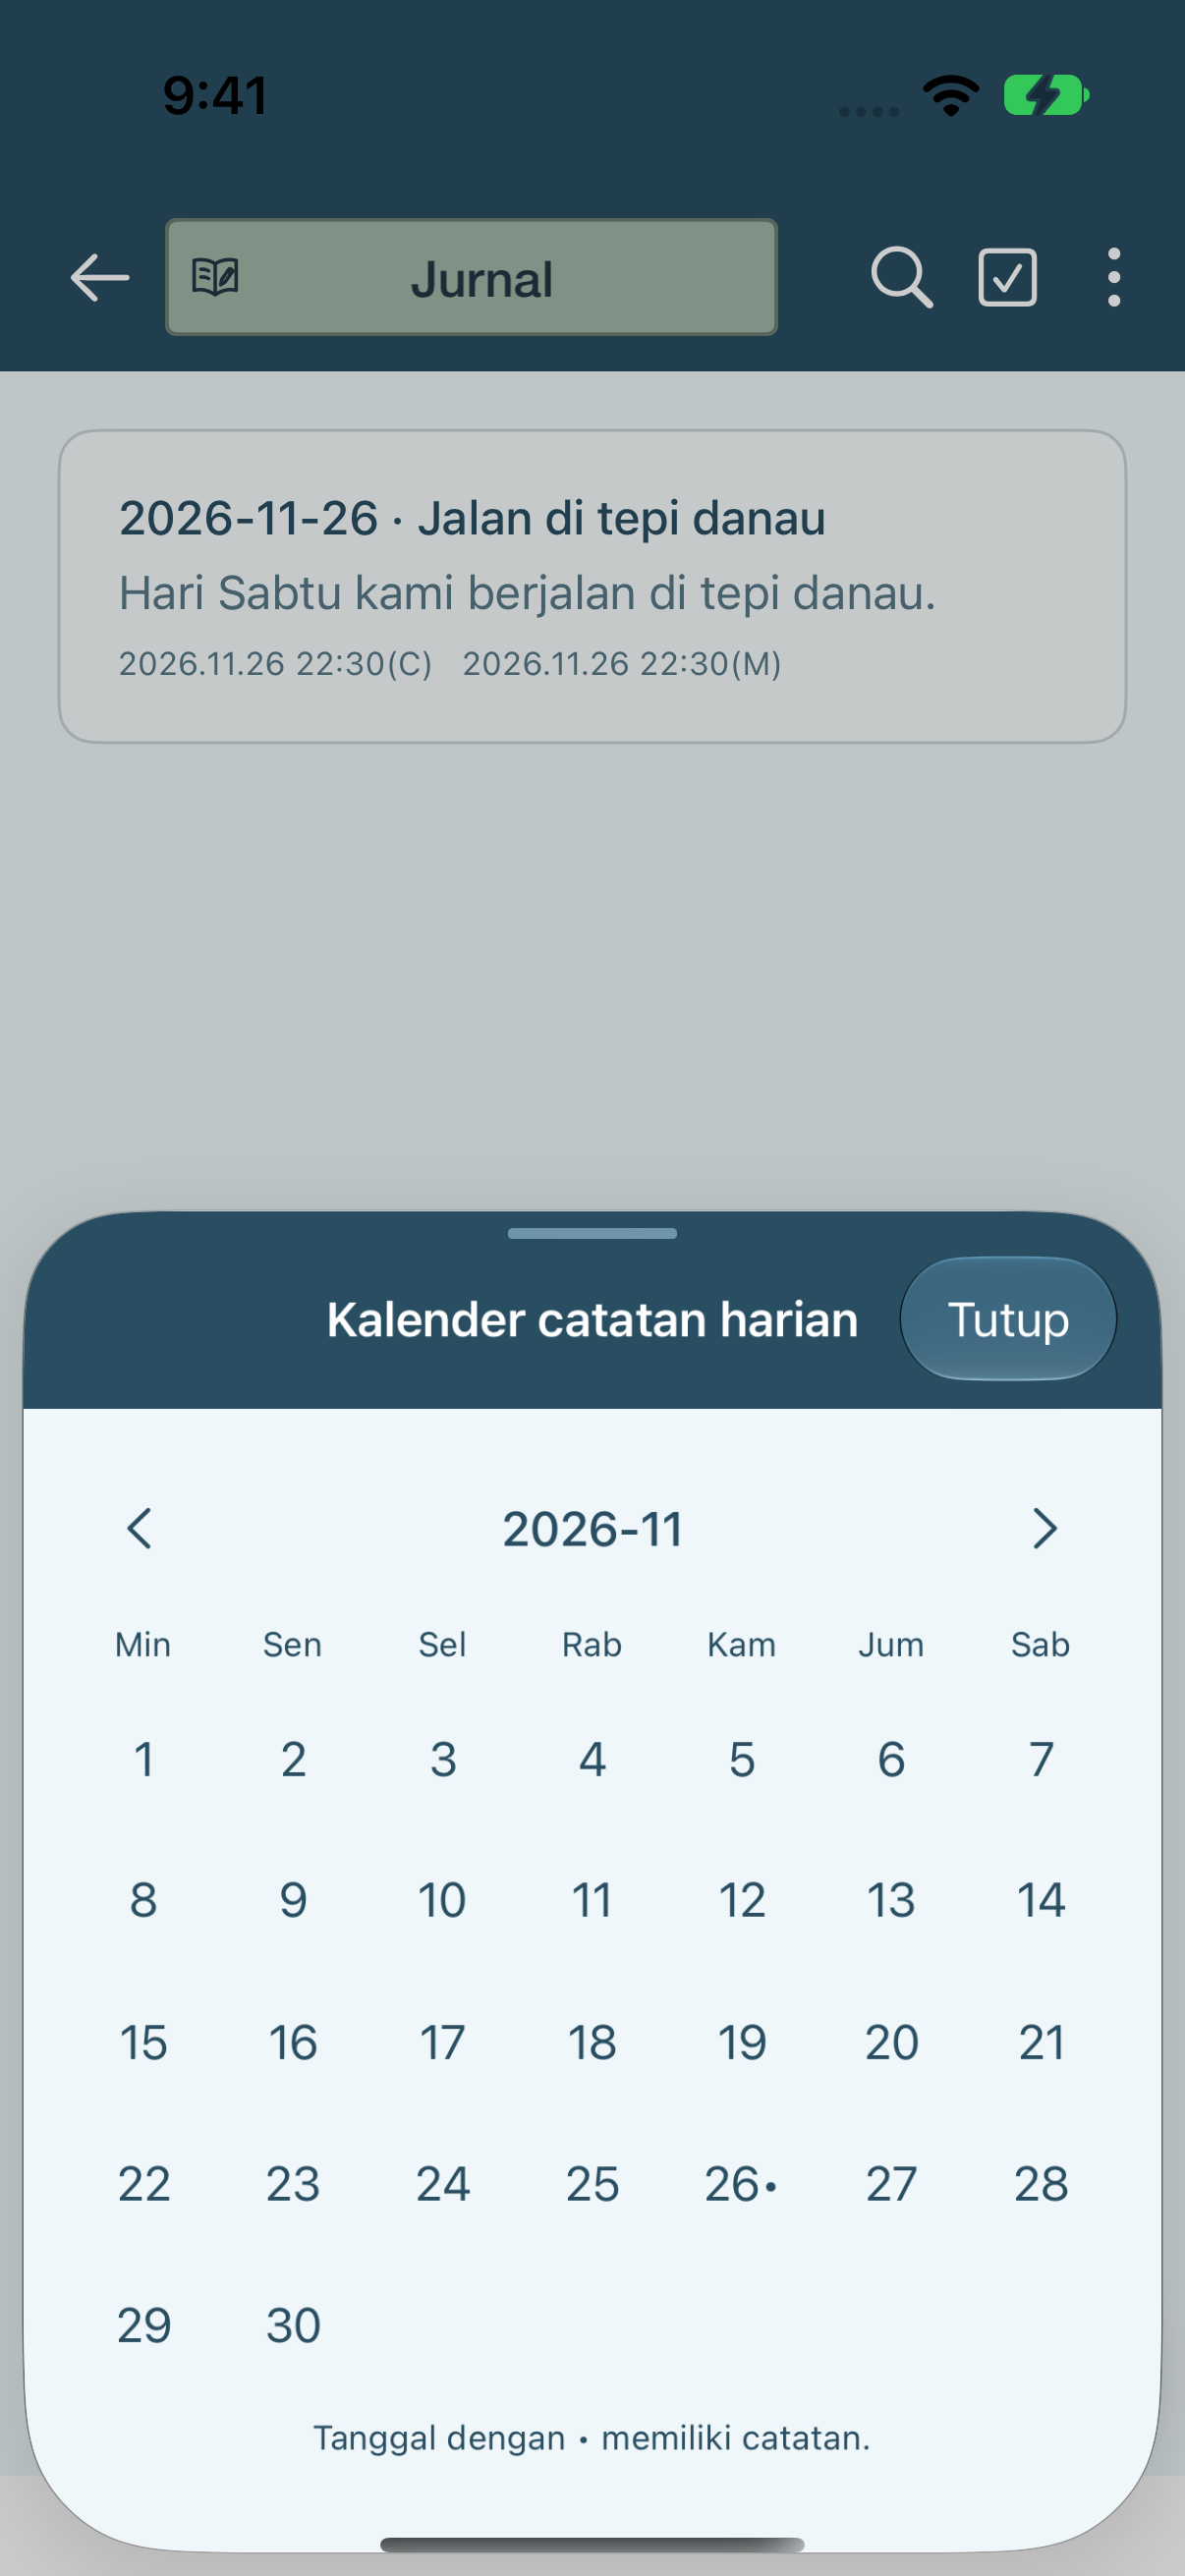 9:41
Jurnal
2026-11-26 · Jalan di tepi danau
Hari Sabtu kami berjalan di tepi danau.
2026.11.26 22:30(C) 2026.11.26 22:30(M)
Kalender catatan harian
Tutup
2026-11
Min Sen Sel Rab Kam Jum Sab
1 2 3 4 5 6 7
8 9 10 11 12 13 14
15 16 17 18 19 20 21
22 23 24 25 26• 27 28
29 30
Tanggal dengan • memiliki catatan.